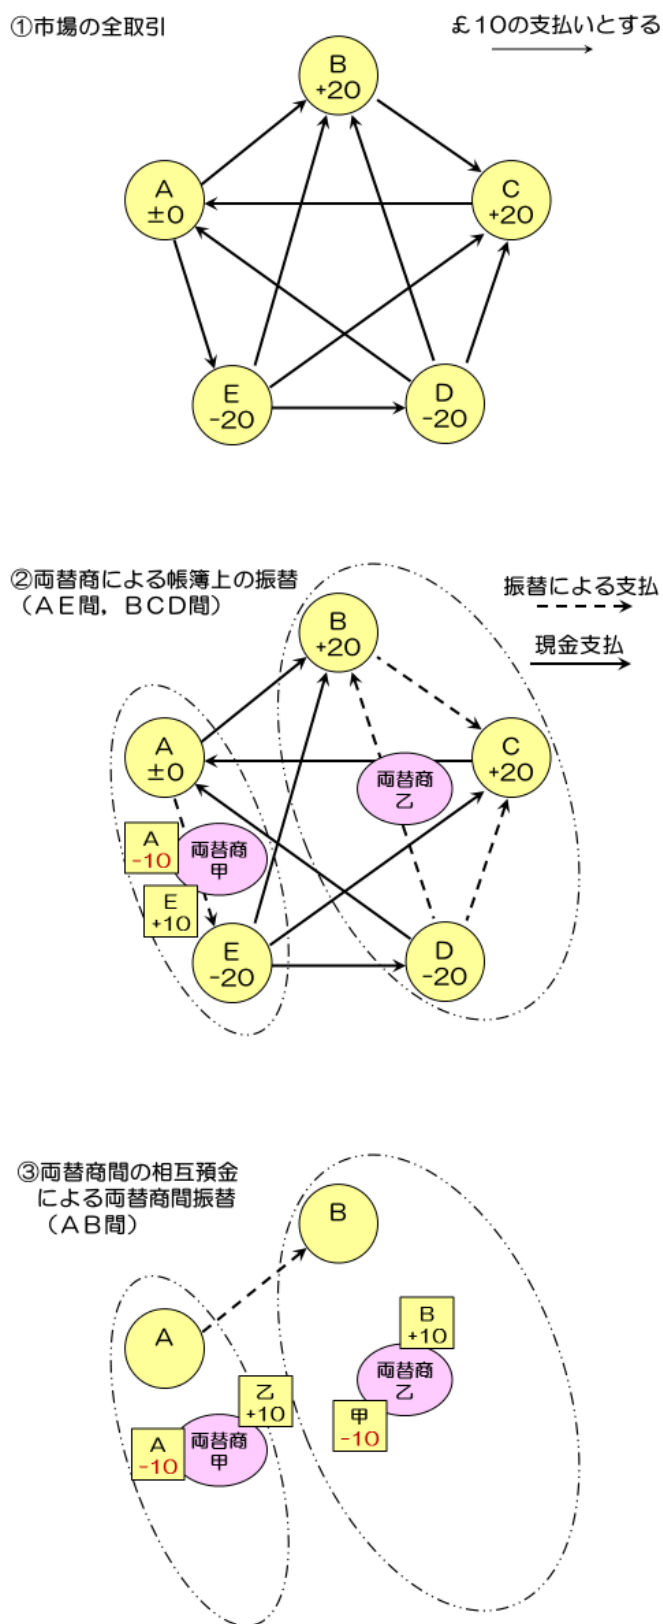 ①市場の全取引
£10の支払いとする
B
+20
A
±0
C
+20
E
-20
D
-20
②両替商による帳簿上の振替
（AE間，BCD間）
振替による支払
現金支払
B
+20
A
±0
C
+20
両替商
乙
A
-10
両替商
甲
E
+10
E
-20
D
-20
③両替商間の相互預金
による両替商間振替
（AB間）
B
A
B
+10
両替商
乙
乙
+10
甲
-10
A
-10
両替商
甲